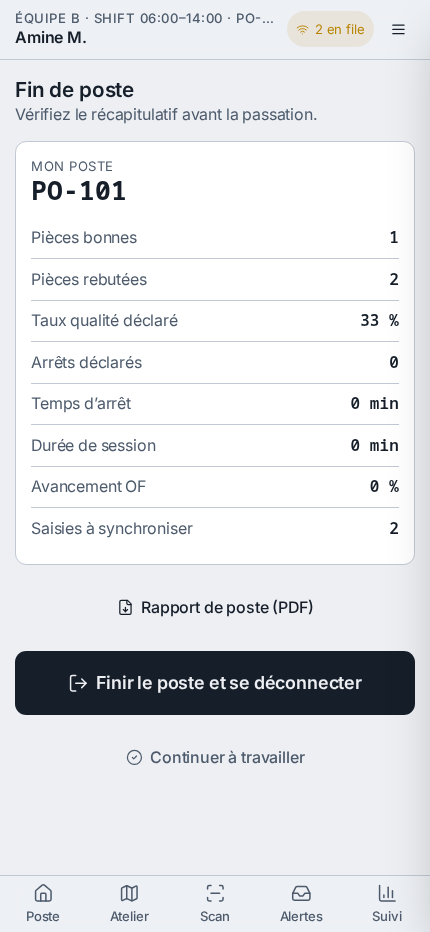 ÉQUIPE B · SHIFT 06:00–14:00 · PO-...
Amine M.
2 en file
Fin de poste
Vérifiez le récapitulatif avant la passation.
MON POSTE
PO-101
Pièces bonnes 1
Pièces rebutées 2
Taux qualité déclaré 33 %
Arrêts déclarés 0
Temps d’arrêt 0 min
Durée de session 0 min
Avancement OF 0 %
Saisies à synchroniser 2
Rapport de poste (PDF)
Finir le poste et se déconnecter
Continuer à travailler
Poste Atelier Scan Alertes Suivi